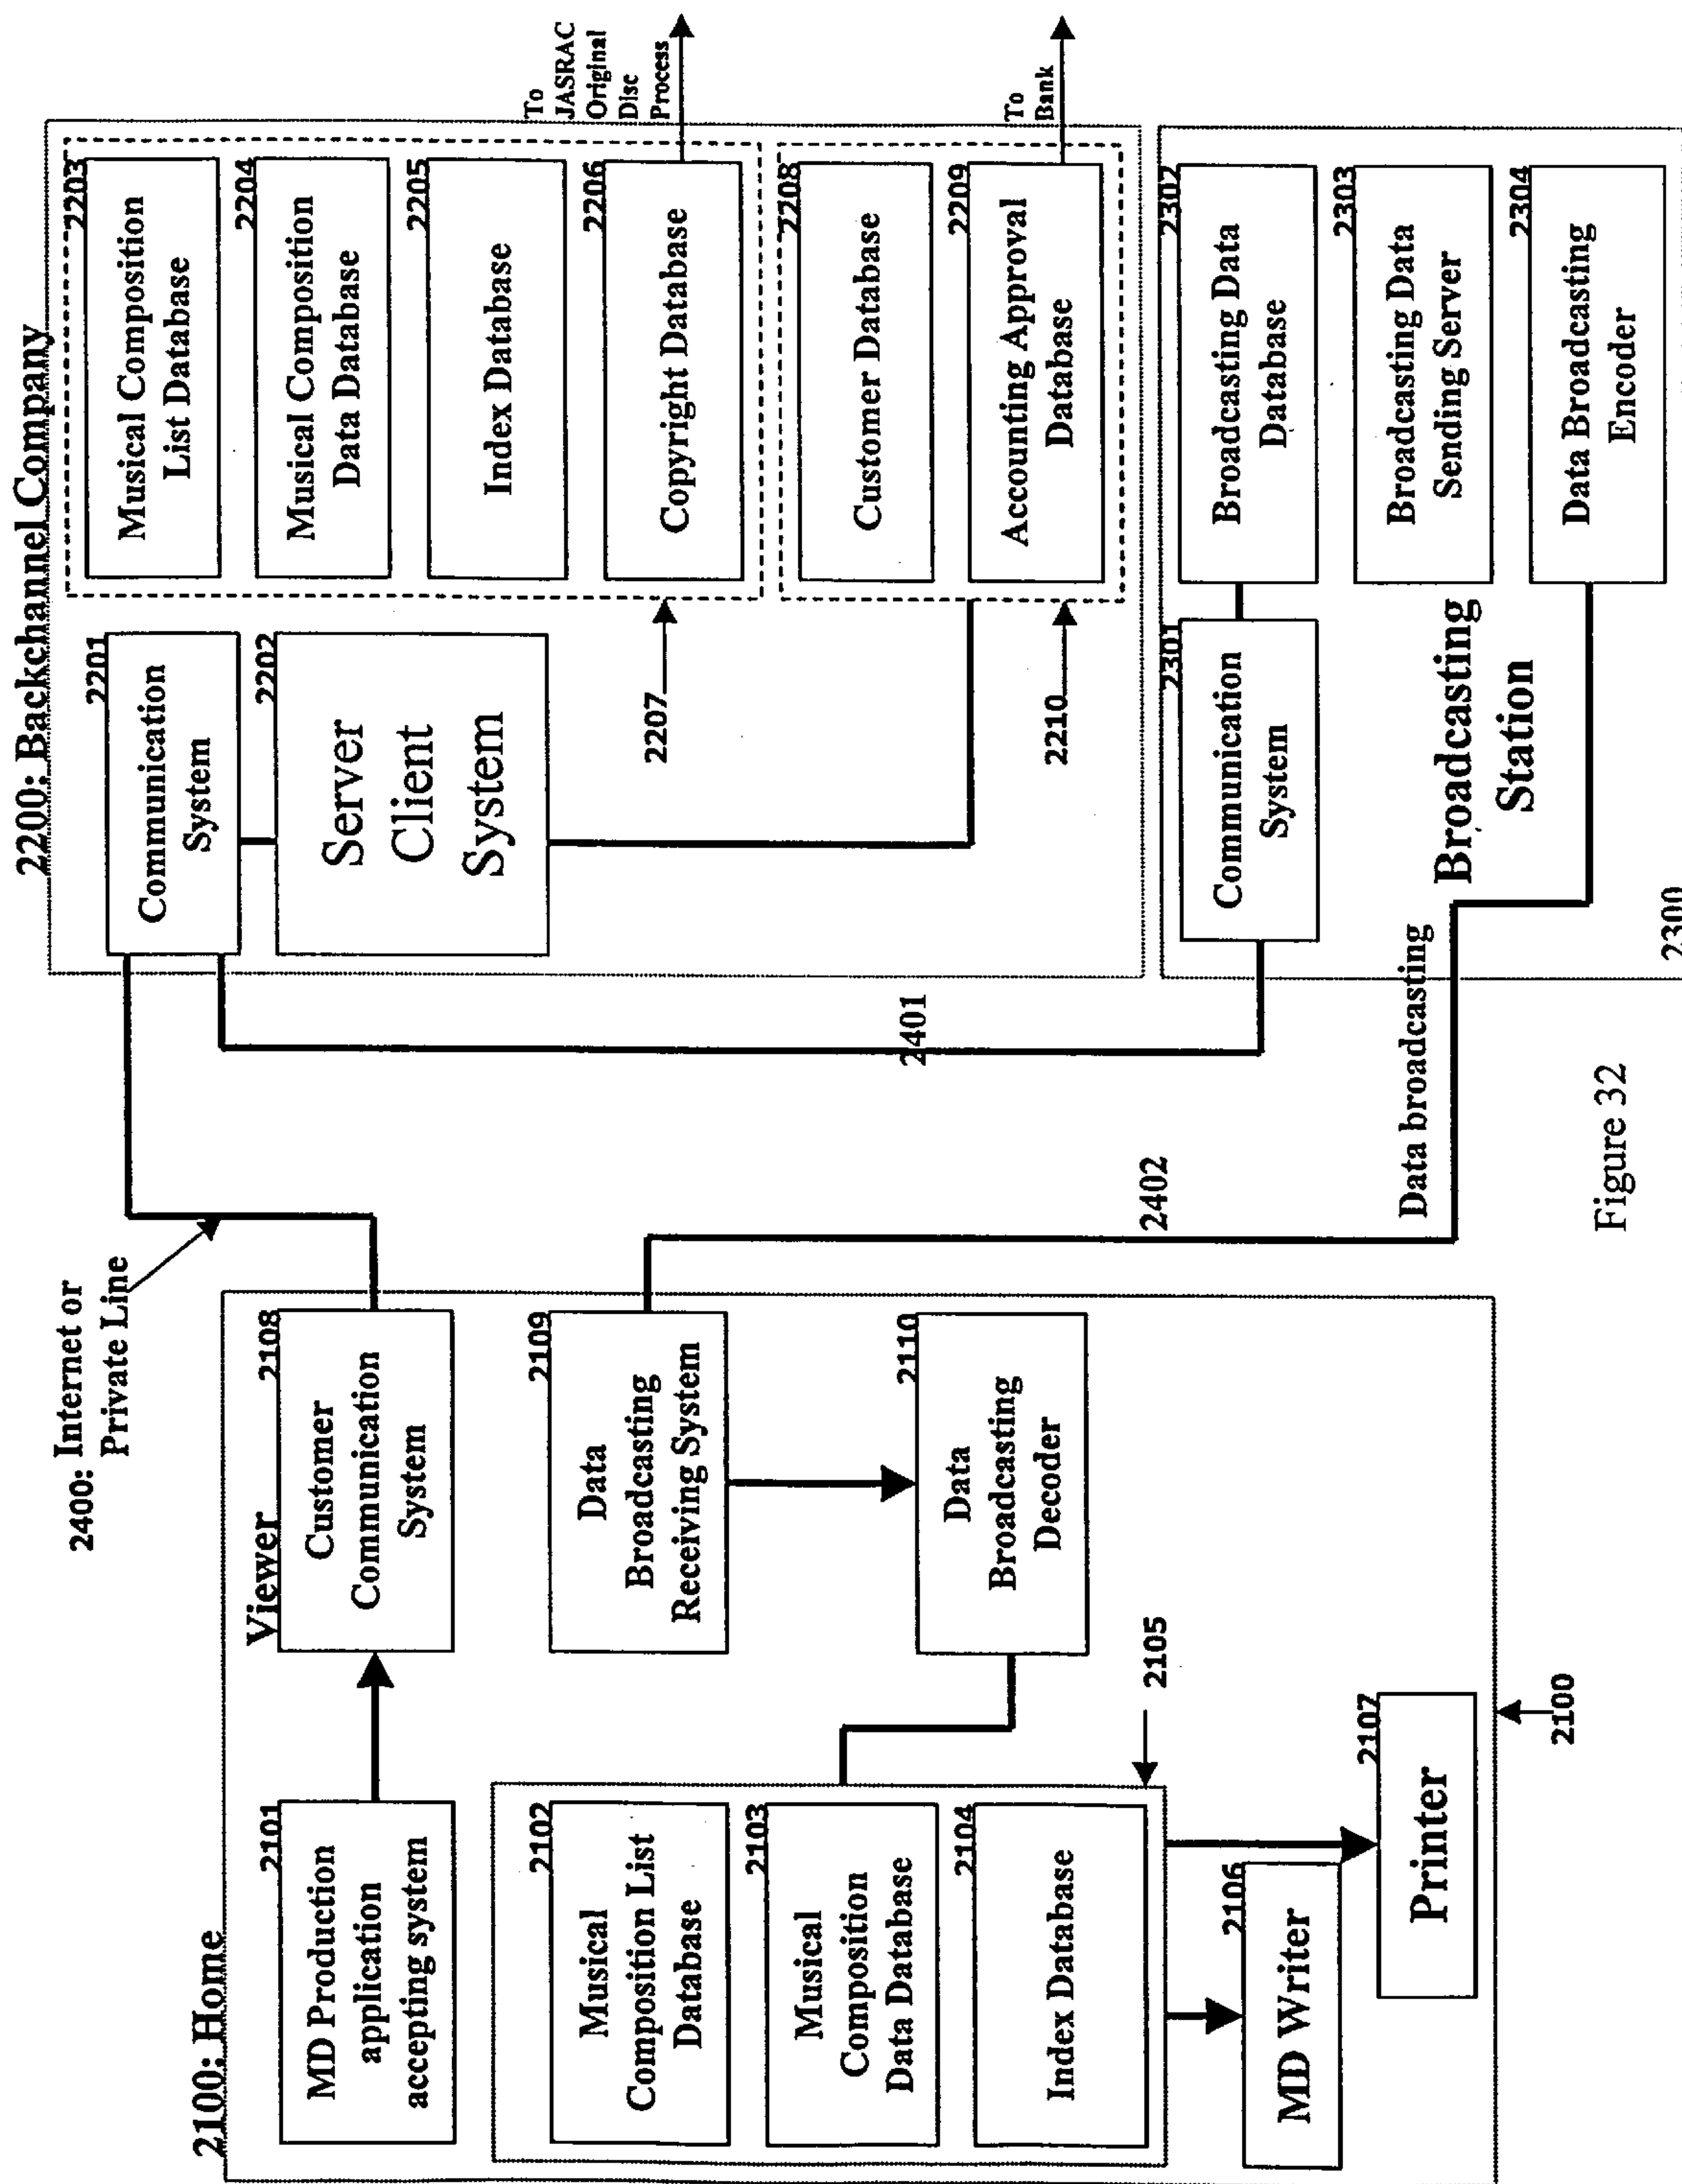 2100: Home
Viewer
2400: Internet or
Private Line
2101
MD Production
application
accepting system
2108
Customer
Communication
System
2102
Musical
Composition List
Database
2103
Musical
Composition
Data Database
2104
Index Database
2105
2109
Data
Broadcasting
Receiving System
2110
Data
Broadcasting
Decoder
2106
MD Writer
2107
Printer
2100
2200: Backchannel Company
2201
Communication
System
2202
Server
Client
System
2203
Musical Composition
List Database
2204
Musical Composition
Data Database
2205
Index Database
2206
Copyright Database
2207
To
JASRAC
Original
Disc
Process
2208
Customer Database
2209
Accounting Approval
Database
2210
To
Bank
2401
2402
Data broadcasting
2301
Communication
System
2302
Broadcasting Data
Database
2303
Broadcasting Data
Sending Server
2304
Data Broadcasting
Encoder
Broadcasting
Station
2300
Figure 32